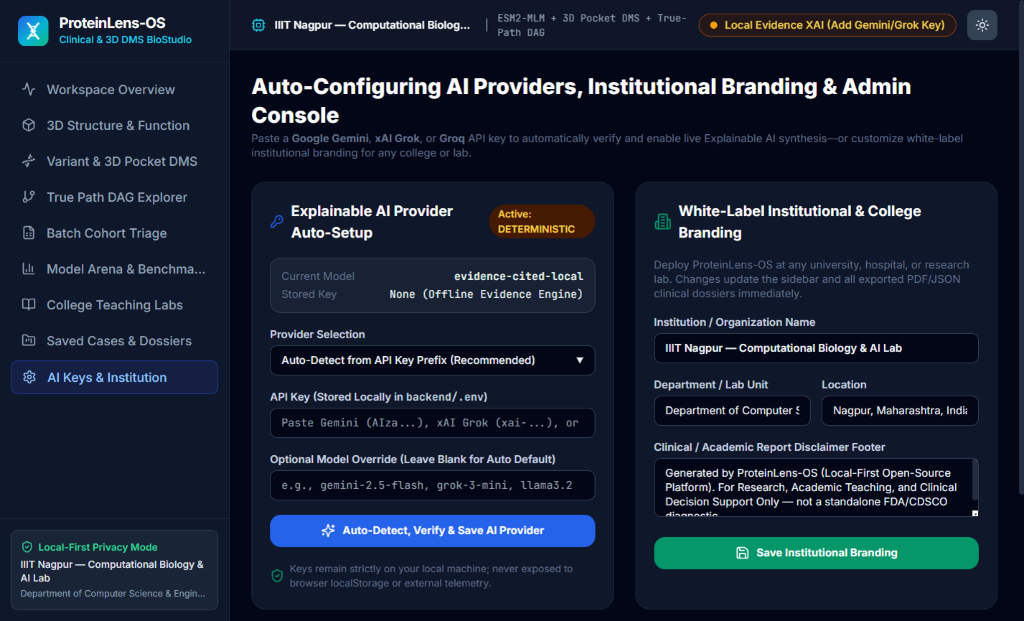 ProteinLens-OS
Clinical & 3D DMS BioStudio
Workspace Overview
3D Structure & Function
Variant & 3D Pocket DMS
True Path DAG Explorer
Batch Cohort Triage
Model Arena & Benchma...
College Teaching Labs
Saved Cases & Dossiers
AI Keys & Institution
Local-First Privacy Mode
IIIT Nagpur — Computational Biology &
AI Lab
Department of Computer Science & Engin...
IIIT Nagpur — Computational Biolog...
ESM2-MLM + 3D Pocket DMS + True-
Path DAG
Local Evidence XAI (Add Gemini/Grok Key)
Auto-Configuring AI Providers, Institutional Branding & Admin
Console
Paste a Google Gemini, xAI Grok, or Groq API key to automatically verify and enable live Explainable AI synthesis—or customize white-label
institutional branding for any college or lab.
Explainable AI Provider
Auto-Setup
Active:
DETERMINISTIC
Current Model evidence-cited-local
Stored Key None (Offline Evidence Engine)
Provider Selection
Auto-Detect from API Key Prefix (Recommended)
API Key (Stored Locally in backend/.env)
Paste Gemini (AIza...), xAI Grok (xai-...), or
Optional Model Override (Leave Blank for Auto Default)
e.g., gemini-2.5-flash, grok-3-mini, llama3.2
Auto-Detect, Verify & Save AI Provider
Keys remain strictly on your local machine; never exposed to
browser localStorage or external telemetry.
White-Label Institutional & College
Branding
Deploy ProteinLens-OS at any university, hospital, or research
lab. Changes update the sidebar and all exported PDF/JSON
clinical dossiers immediately.
Institution / Organization Name
IIIT Nagpur — Computational Biology & AI Lab
Department / Lab Unit Location
Department of Computer S Nagpur, Maharashtra, India
Clinical / Academic Report Disclaimer Footer
Generated by ProteinLens-OS (Local-First Open-Source
Platform). For Research, Academic Teaching, and Clinical
Decision Support Only — not a standalone FDA/CDSCO
diagnostic
Save Institutional Branding